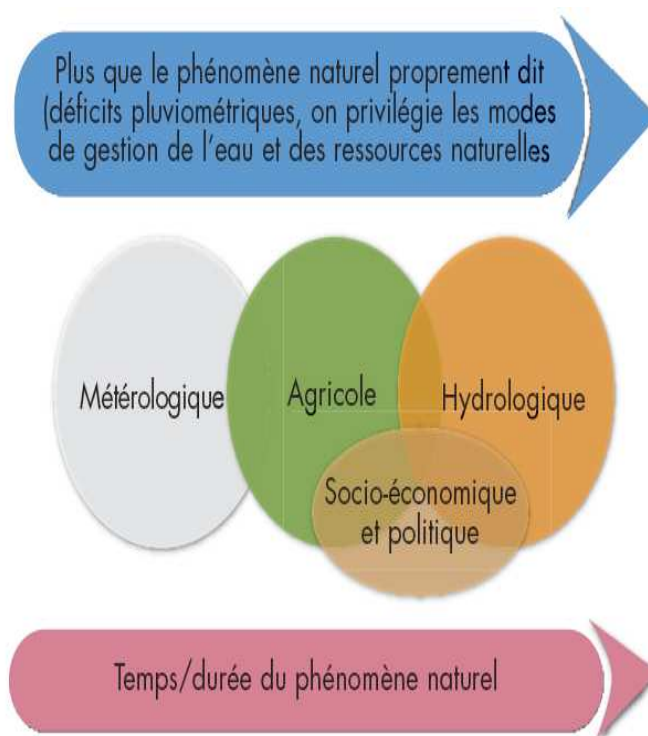 Plus que le phénomène naturel proprement dit
(déficits pluviométriques, on privilégie les modes
de gestion de l'eau et des ressources naturelles
Métérologique
Agricole
Hydrologique
Socio-économique
et politique
Temps/durée du phénomène naturel